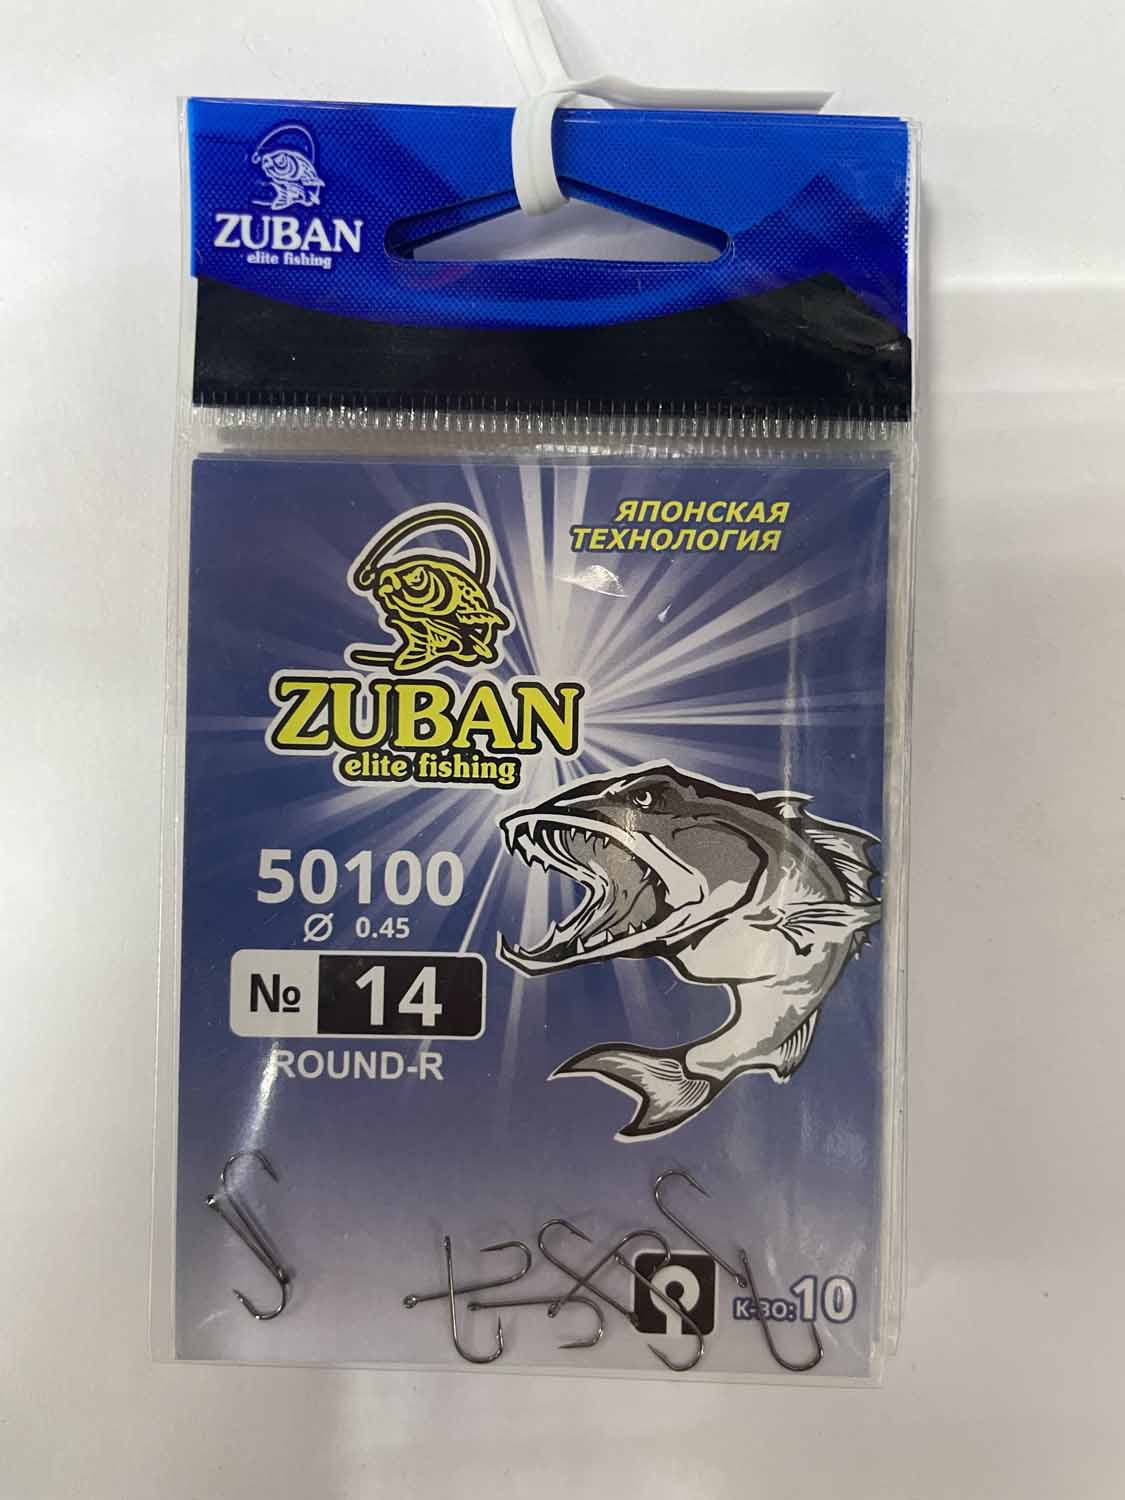 ZUBAN
elite fishing
ЯПОНСКАЯ
ТЕХНОЛОГИЯ
ZUBAN
elite fishing
50100
Ø 0.45
№ 14
ROUND-R
К-ВО: 10